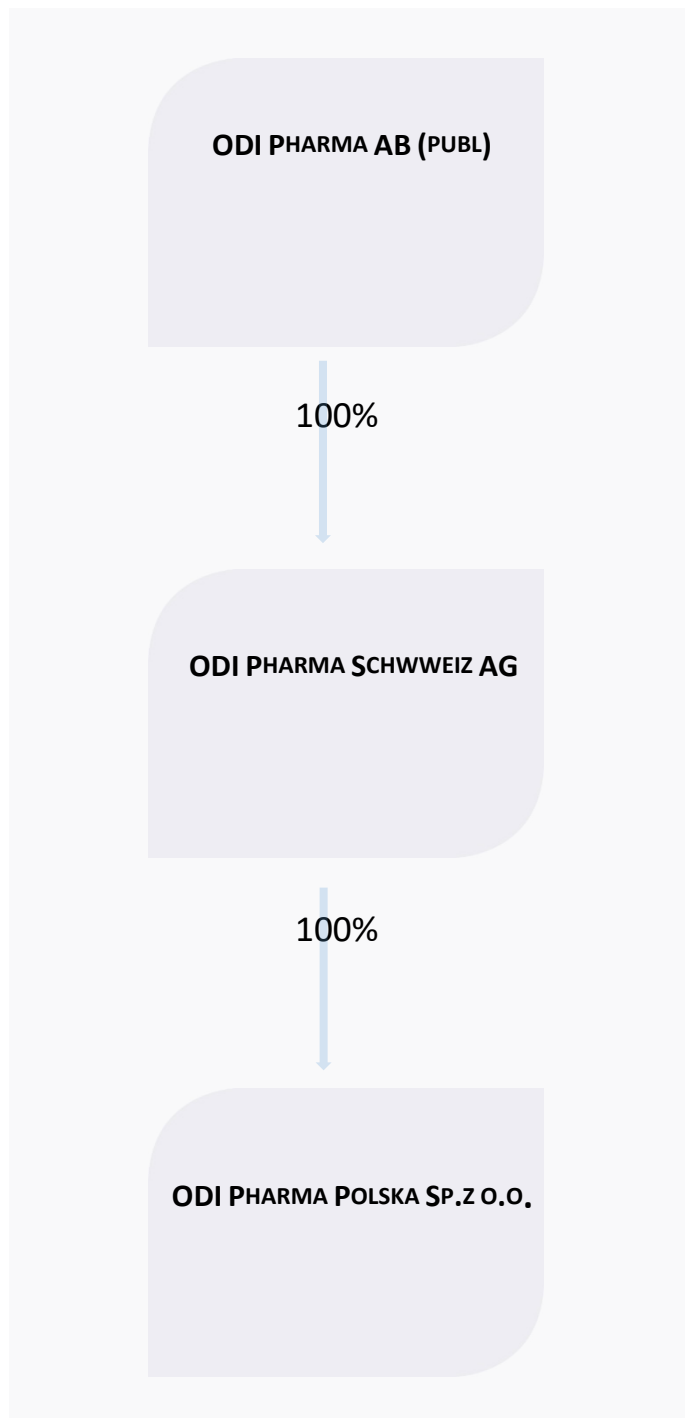 ODI PHARMA AB (PUBL)
100%
ODI PHARMA SCHWWEIZ AG
100%
ODI PHARMA POLSKA SP.Z O.O.